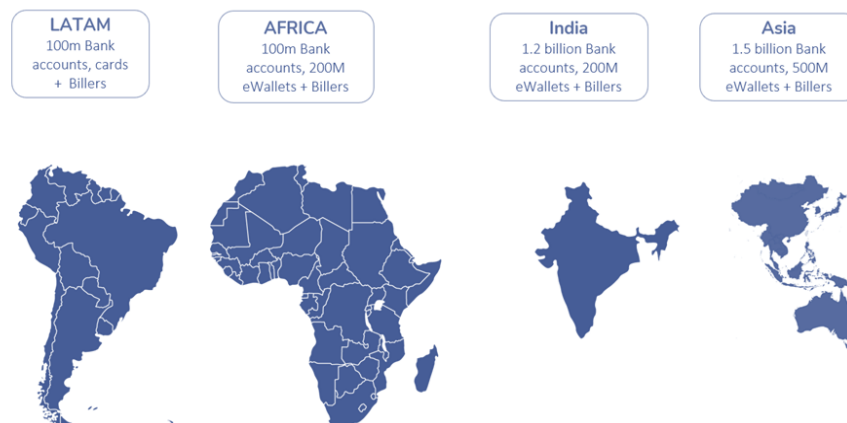 LATAM
100m Bank
accounts, cards
+ Billers
AFRICA
100m Bank
accounts, 200M
eWallets + Billers
India
1.2 billion Bank
accounts, 200M
eWallets + Billers
Asia
1.5 billion Bank
accounts, 500M
eWallets + Billers